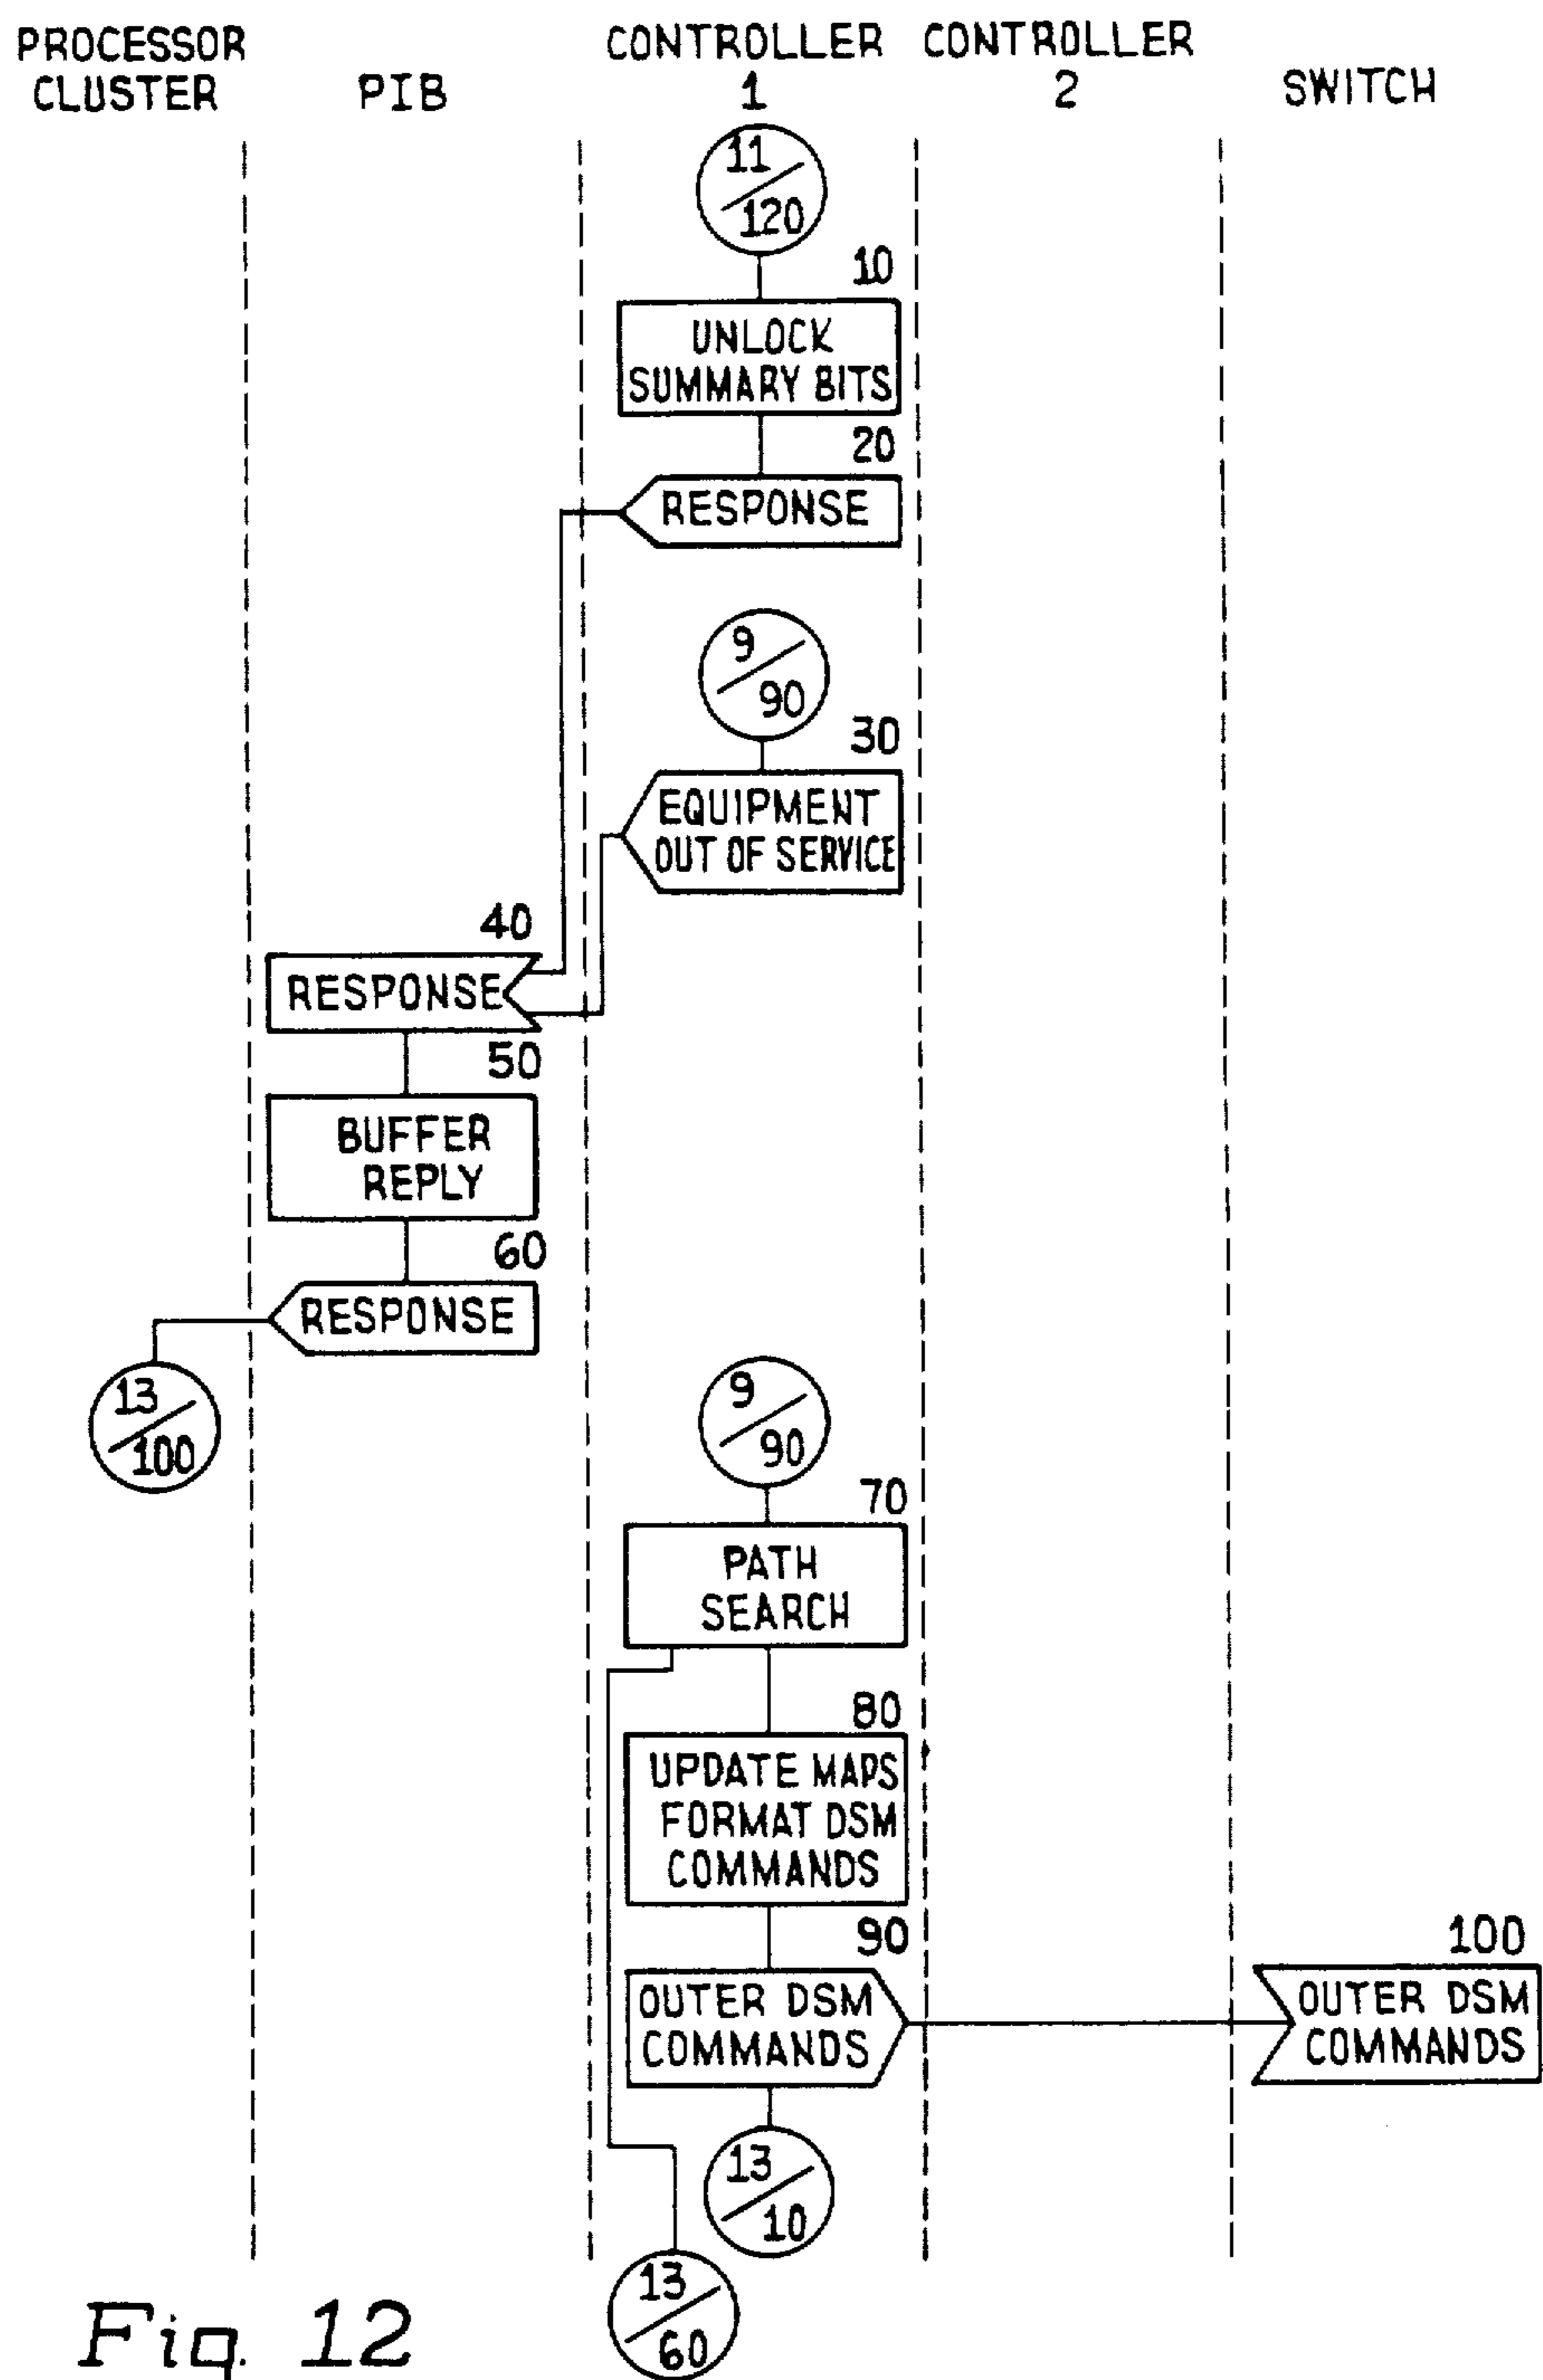 PROCESSOR
CLUSTER
PIB
CONTROLLER
1
CONTROLLER
2
SWITCH
11
120
10
UNLOCK
SUMMARY BITS
20
RESPONSE
9
90
30
EQUIPMENT
OUT OF SERVICE
40
RESPONSE
50
BUFFER
REPLY
60
RESPONSE
13
100
9
90
70
PATH
SEARCH
80
UPDATE MAPS
FORMAT DSM
COMMANDS
90
OUTER DSM
COMMANDS
100
OUTER DSM
COMMANDS
13
10
13
60
Fig. 12